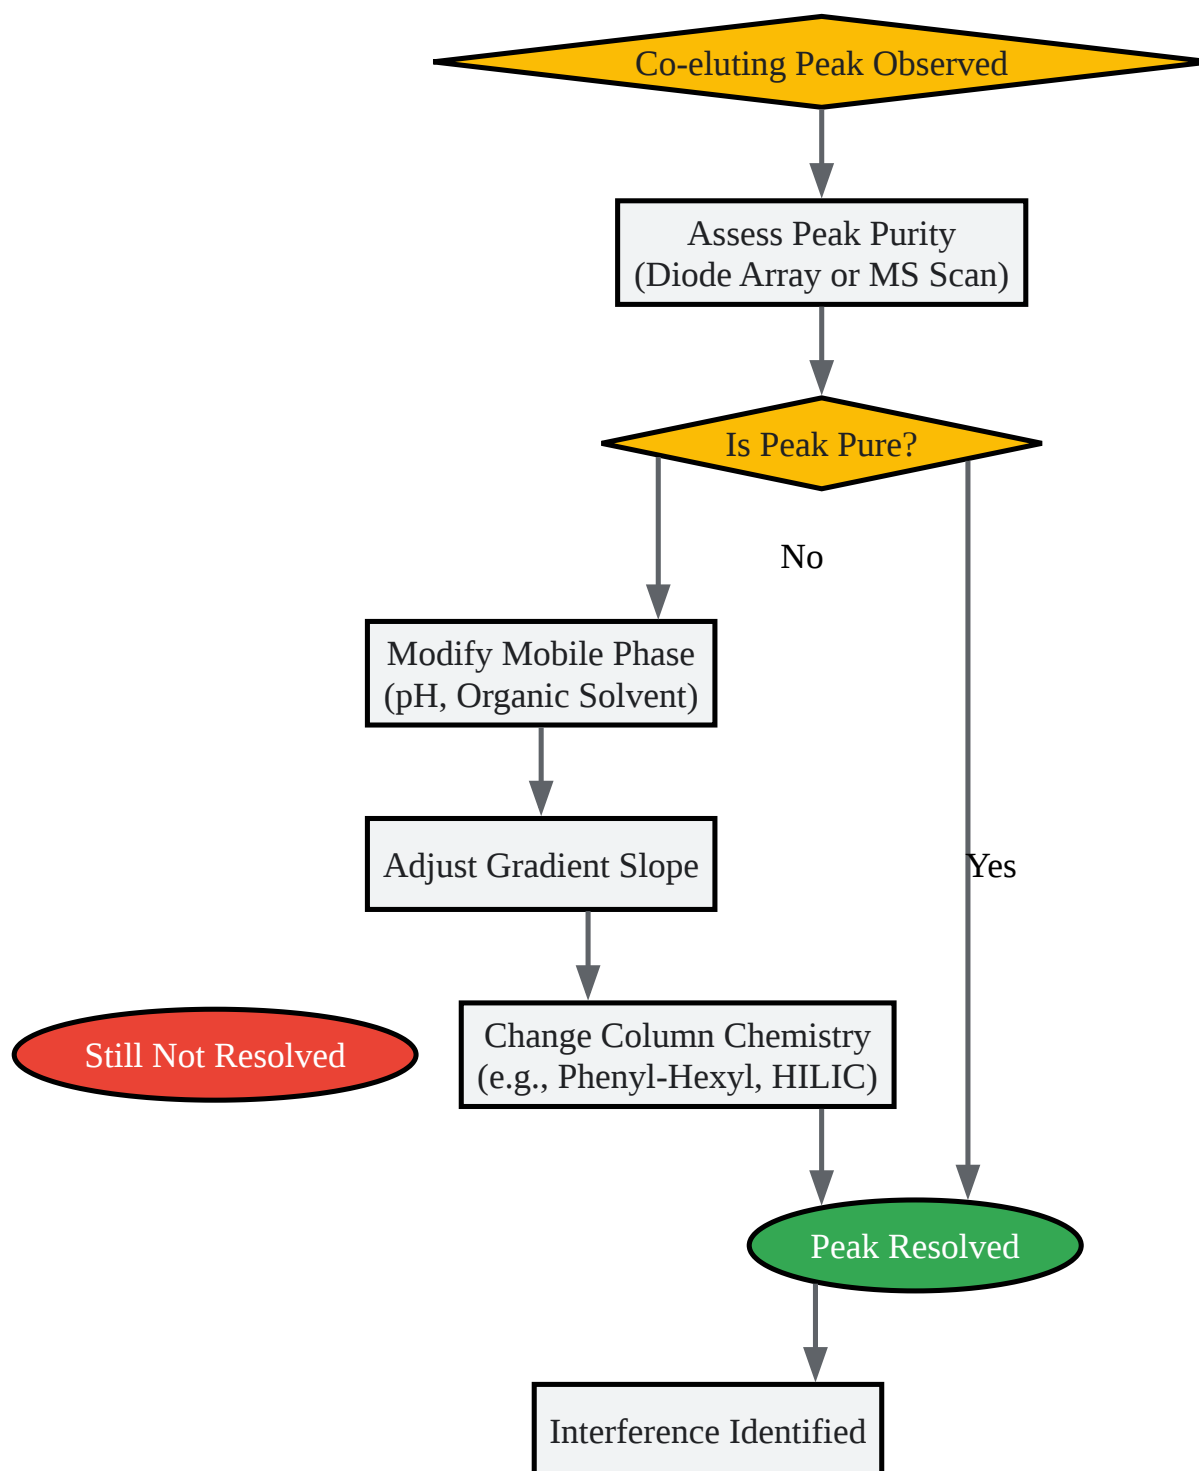 Co-eluting Peak Observed
Assess Peak Purity
(Diode Array or MS Scan)
Is Peak Pure?
No
Modify Mobile Phase
(pH, Organic Solvent)
Adjust Gradient Slope
Yes
Change Column Chemistry
(e.g., Phenyl-Hexyl, HILIC)
Still Not Resolved
Peak Resolved
Interference Identified